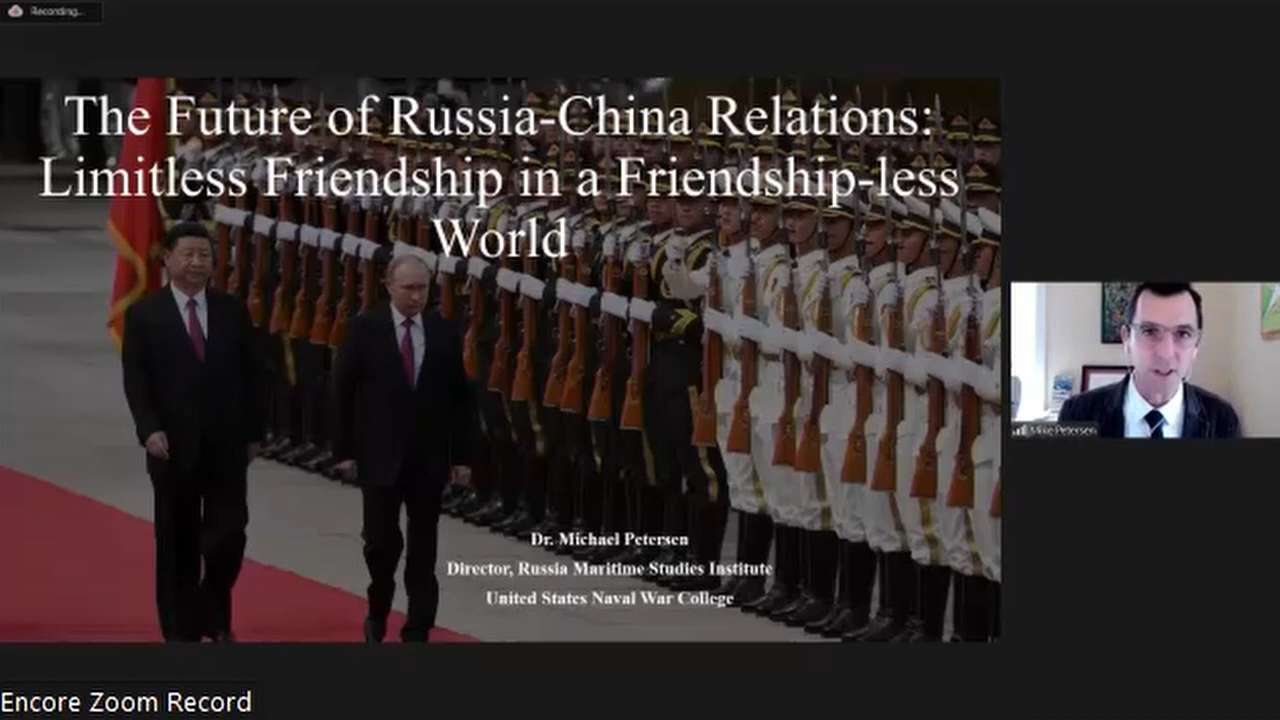 Recording...
The Future of Russia-China Relations:
Limitless Friendship in a Friendship-less
World
Dr. Michael Petersen
Director, Russia Maritime Studies Institute
United States Naval War College
Mike Petersen
Encore Zoom Record